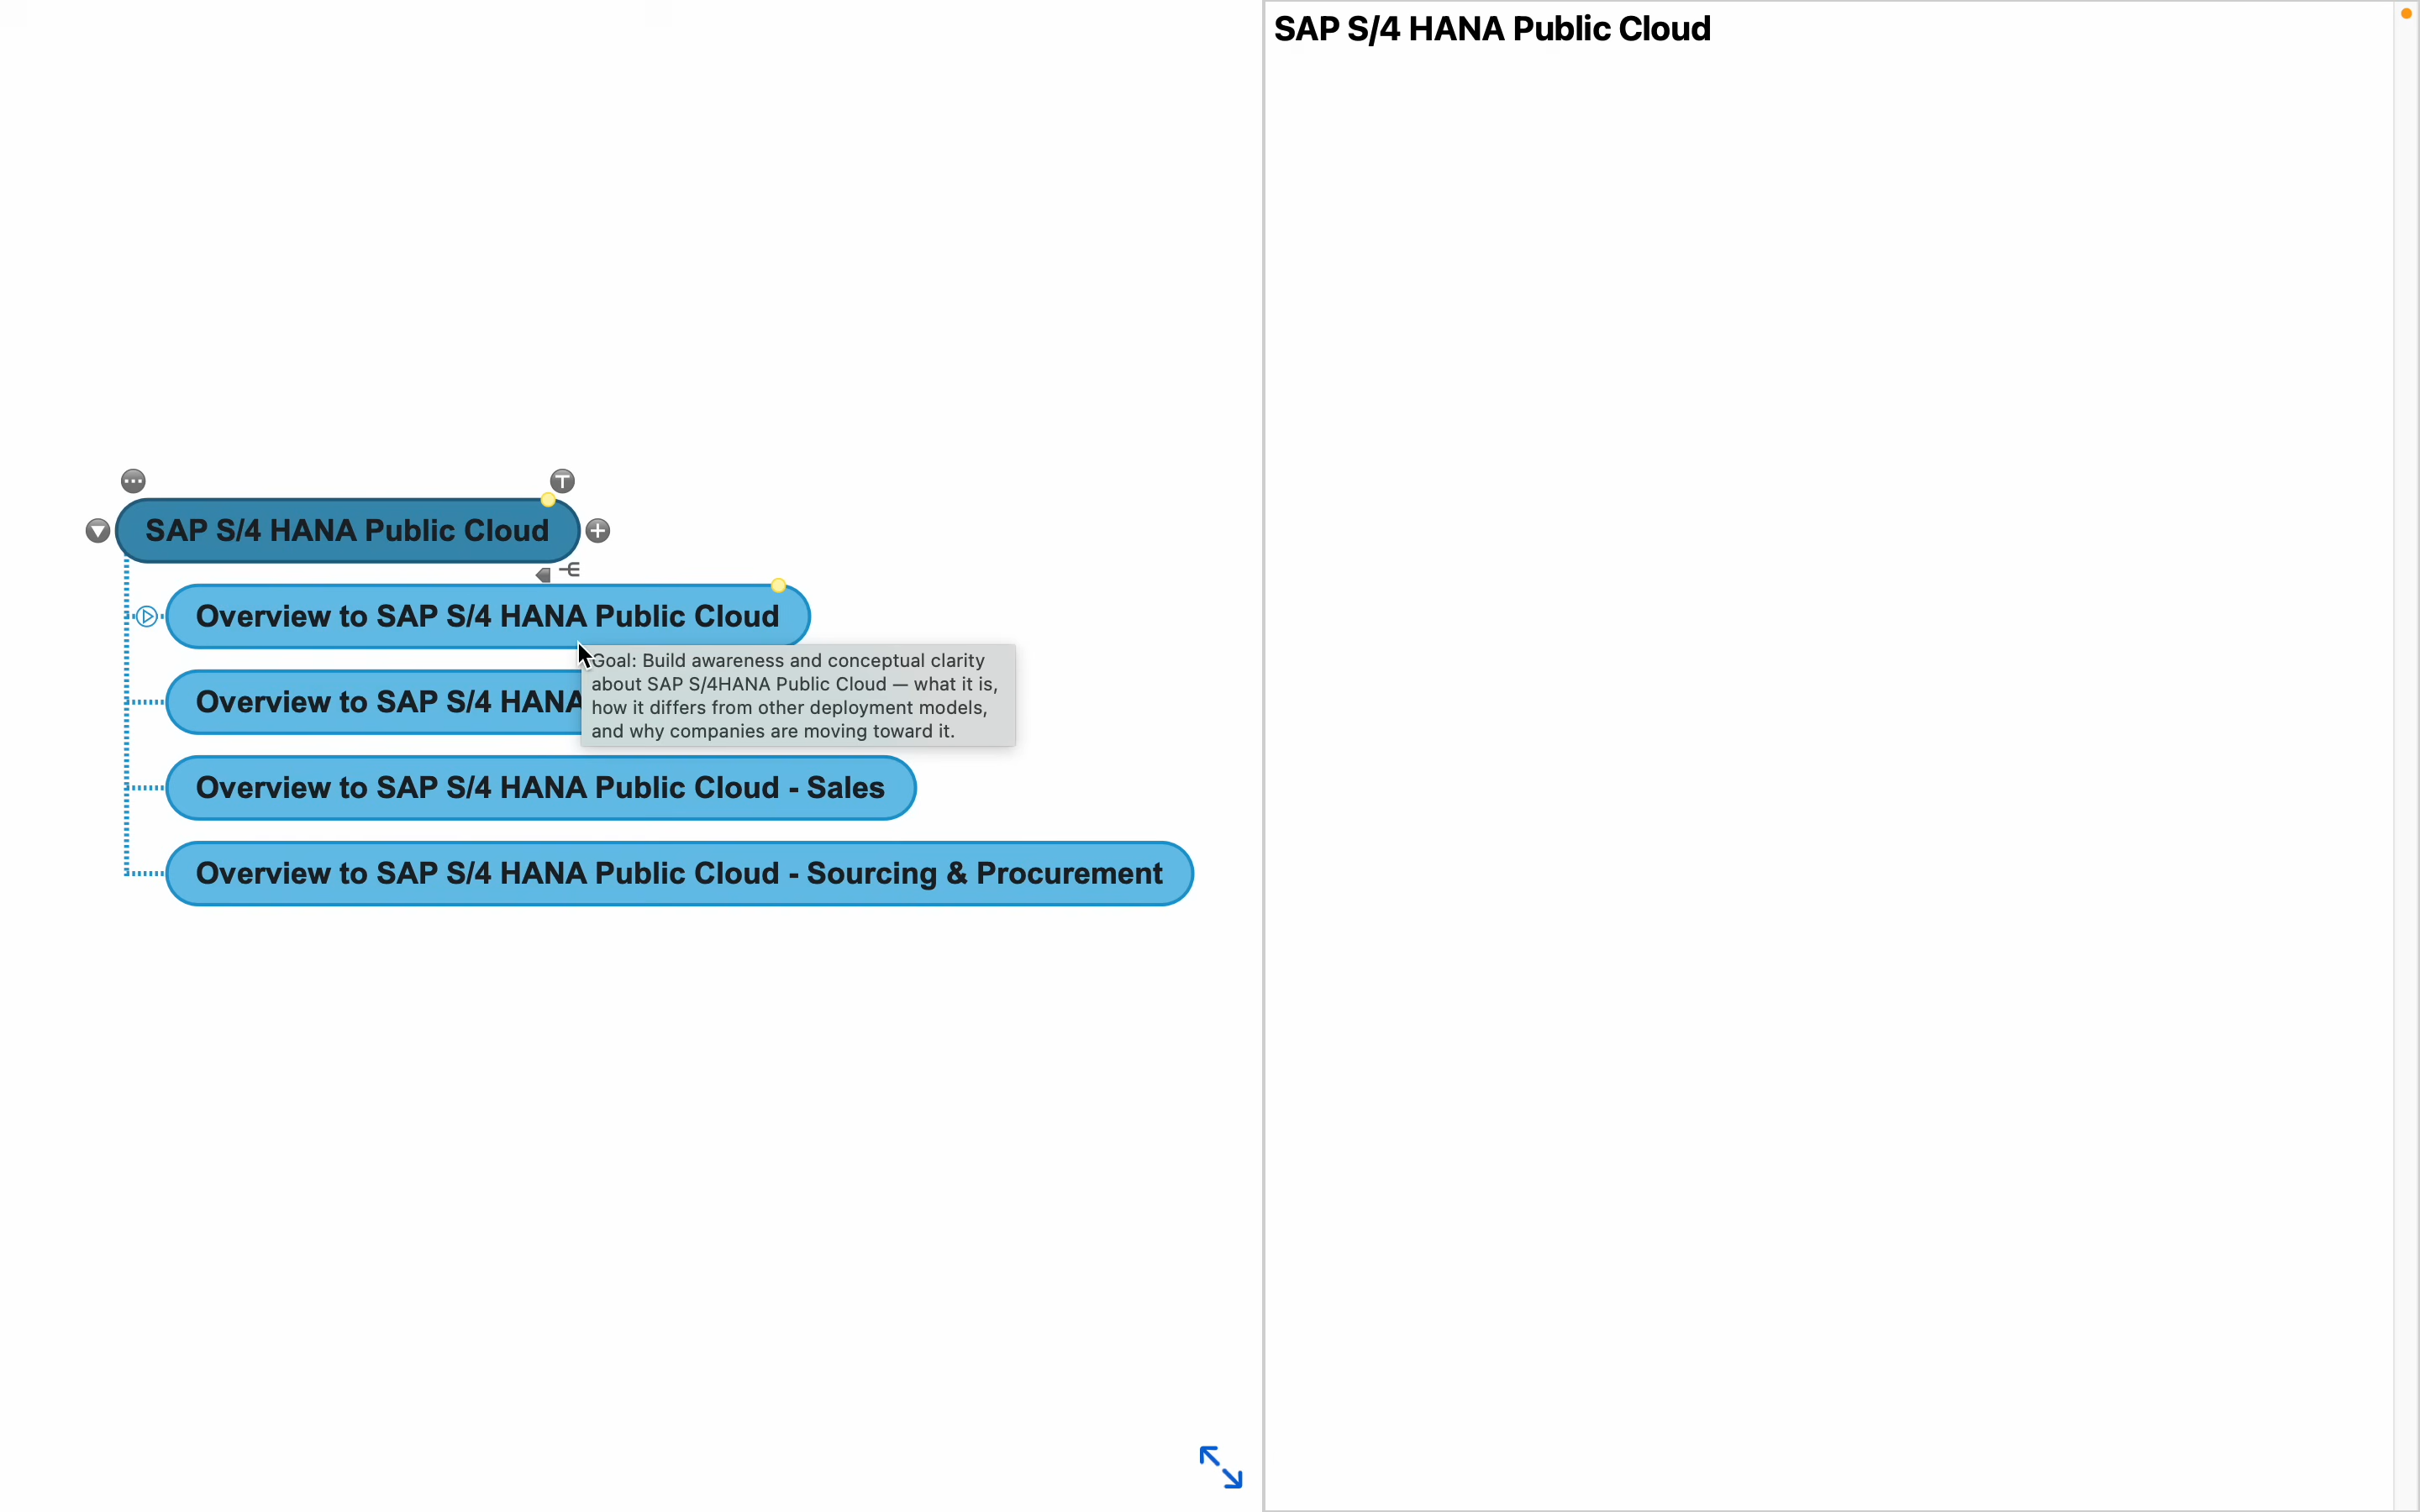 SAP S/4 HANA Public Cloud
SAP S/4 HANA Public Cloud
Overview to SAP S/4 HANA Public Cloud
Goal: Build awareness and conceptual clarity
about SAP S/4HANA Public Cloud — what it is,
how it differs from other deployment models,
and why companies are moving toward it.
Overview to SAP S/4 HANA
Overview to SAP S/4 HANA Public Cloud - Sales
Overview to SAP S/4 HANA Public Cloud - Sourcing & Procurement